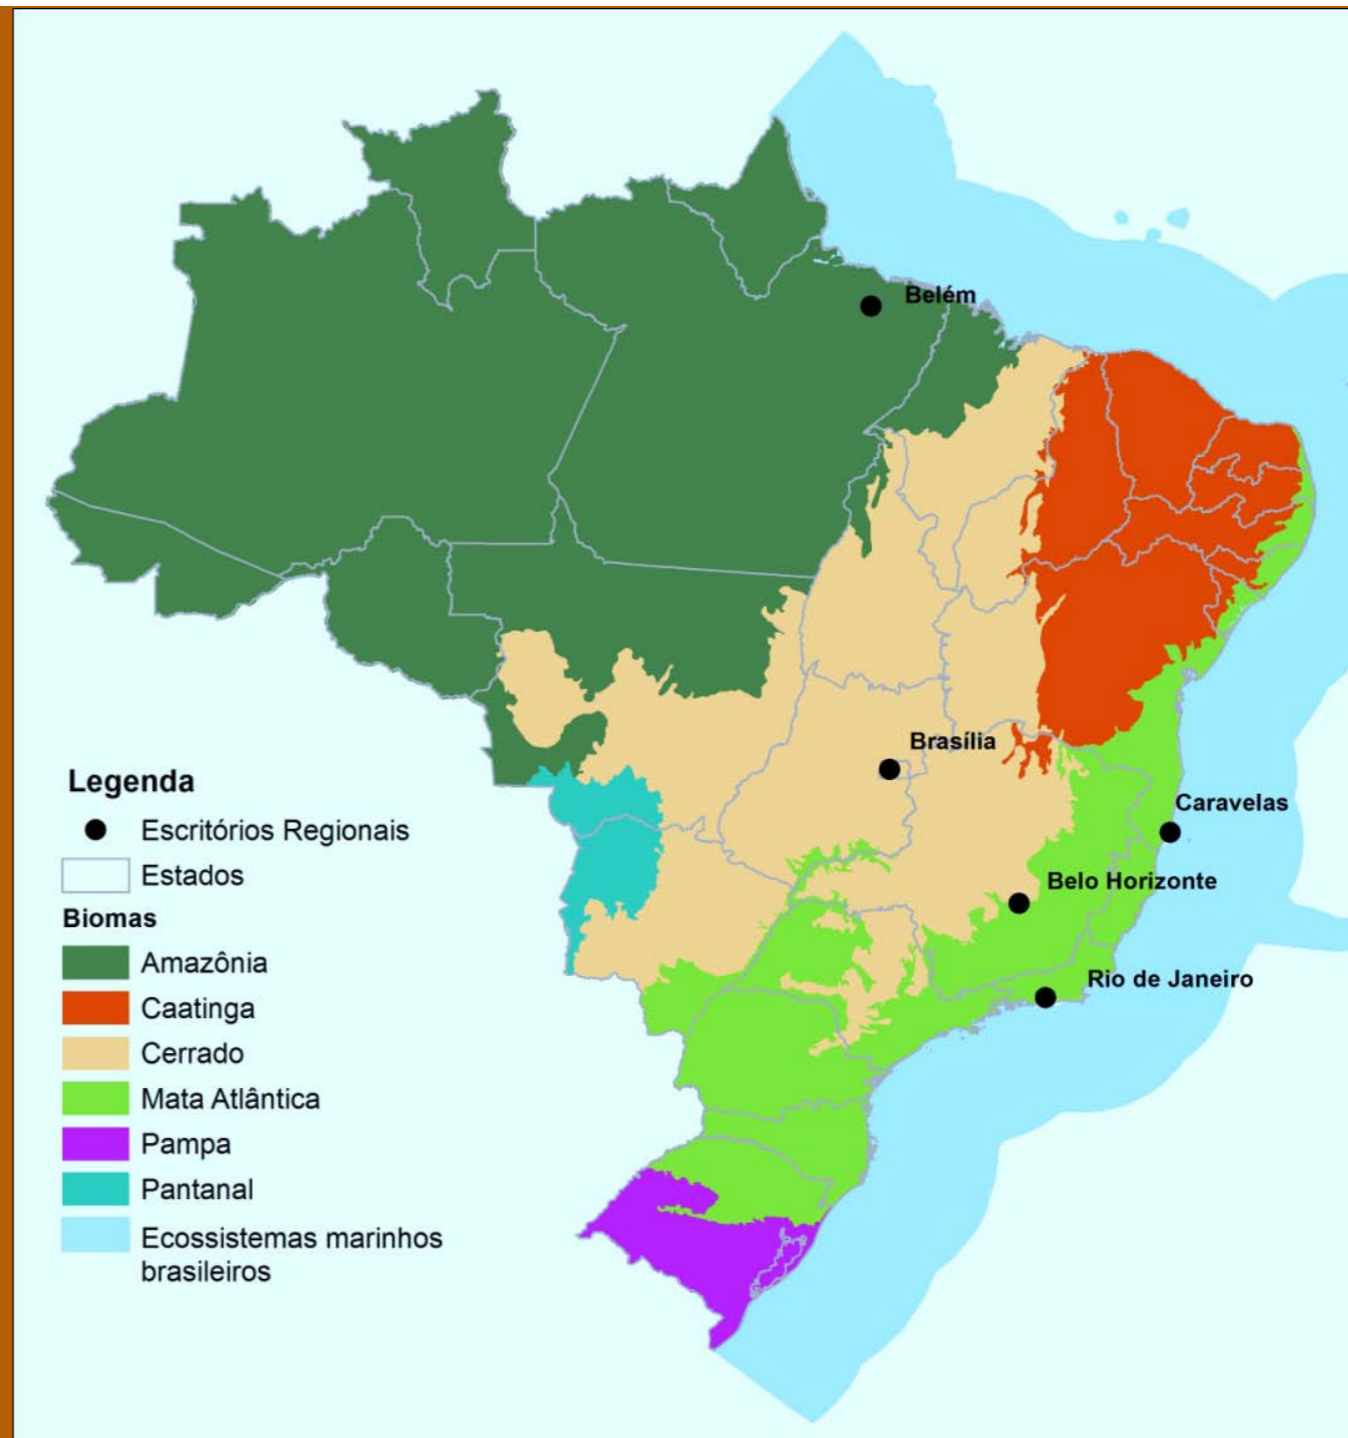 Belém
Brasília
Caravelas
Belo Horizonte
Rio de Janeiro
Legenda
Escritórios Regionais
Estados
Biomas
Amazônia
Caatinga
Cerrado
Mata Atlântica
Pampa
Pantanal
Ecossistemas marinhos
brasileiros